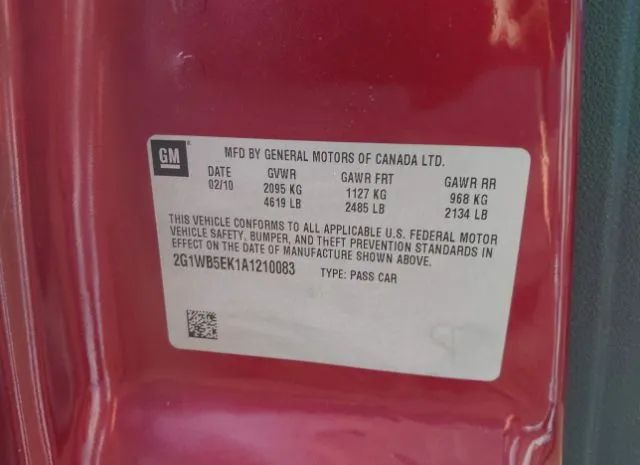 GM
MFD BY GENERAL MOTORS OF CANADA LTD.
DATE GVWR GAWR FRT GAWR RR
02/10 2095 KG 1127 KG 968 KG
4619 LB 2485 LB 2134 LB
THIS VEHICLE CONFORMS TO ALL APPLICABLE U.S. FEDERAL MOTOR
VEHICLE SAFETY, BUMPER, AND THEFT PREVENTION STANDARDS IN
EFFECT ON THE DATE OF MANUFACTURE SHOWN ABOVE.
2G1WB5EK1A1210083 TYPE: PASS CAR